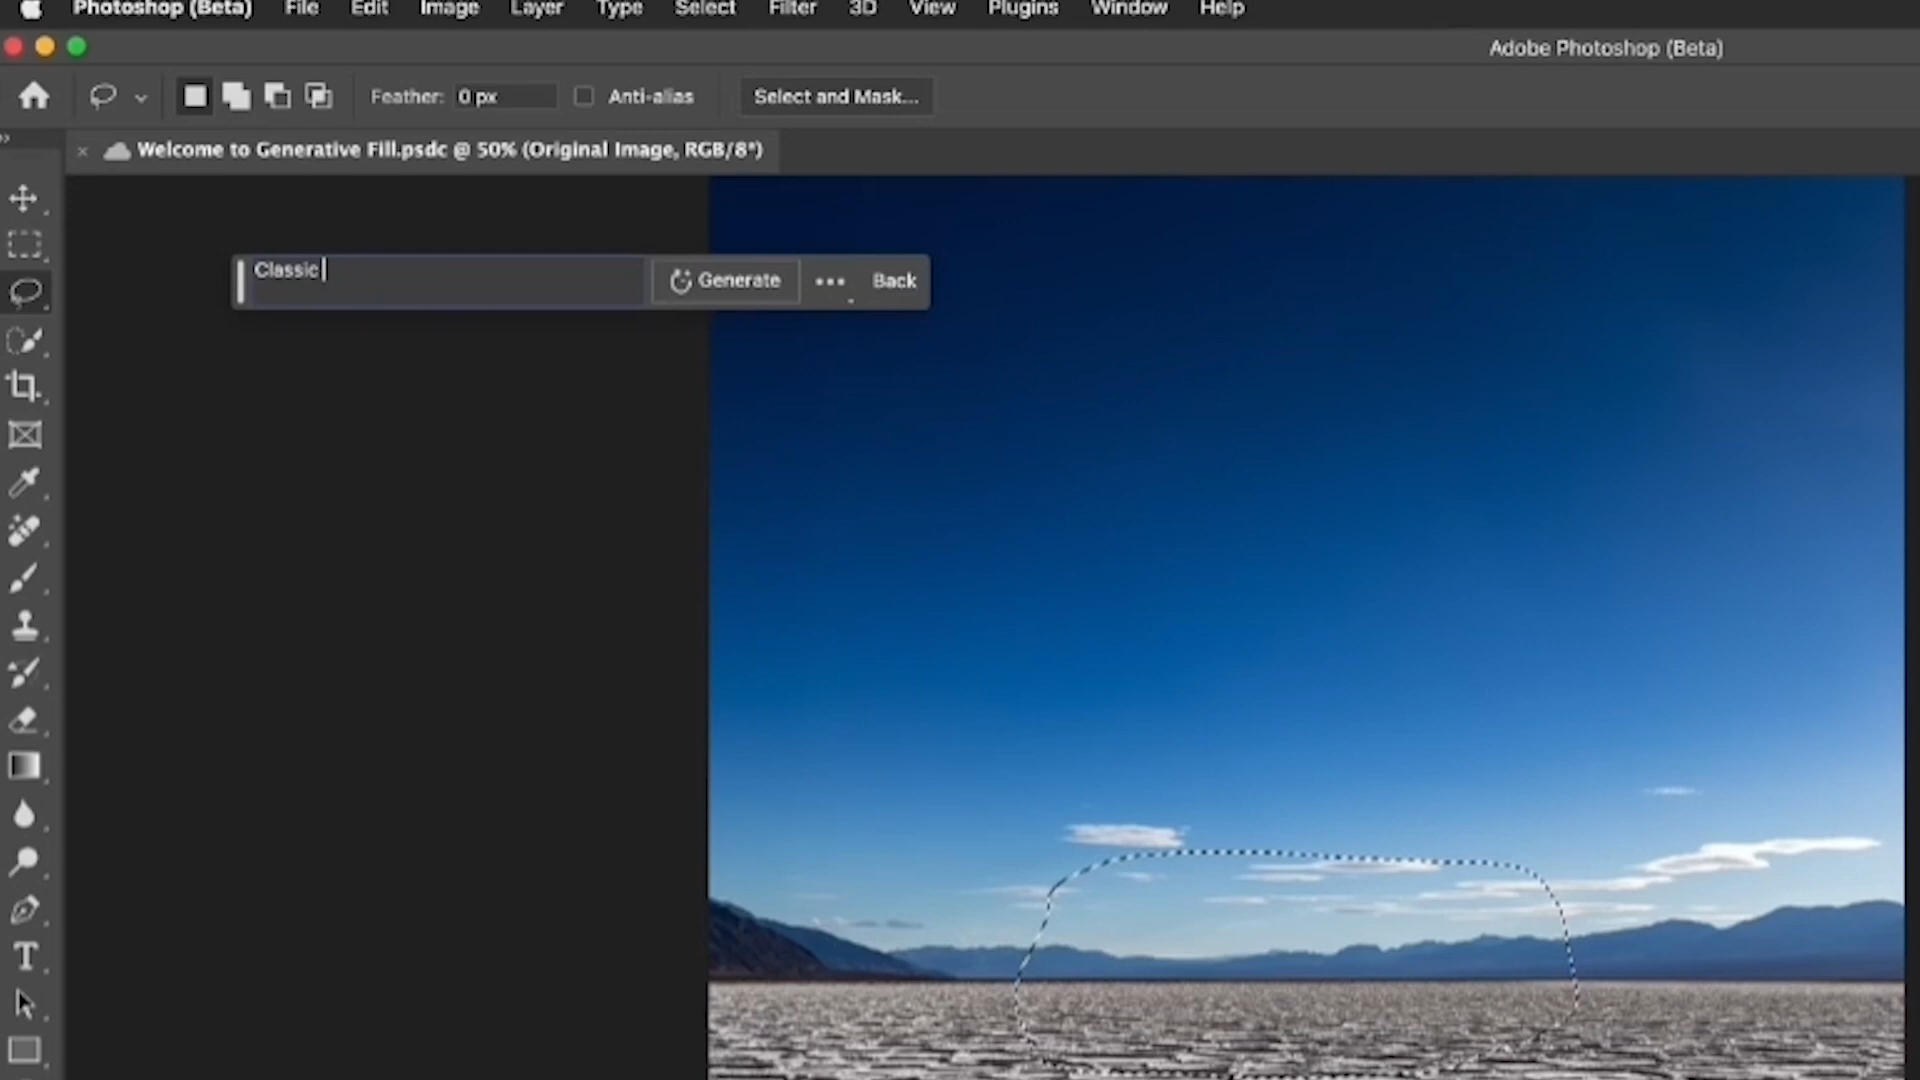 Photoshop (Beta) File Edit Image Layer Type Select Filter 3D View Plugins Window Help
Adobe Photoshop (Beta)
Feather: 0 px Anti-alias Select and Mask...
× Welcome to Generative Fill.psdc @ 50% (Original Image, RGB/8*)
Classic Generate ... Back
T